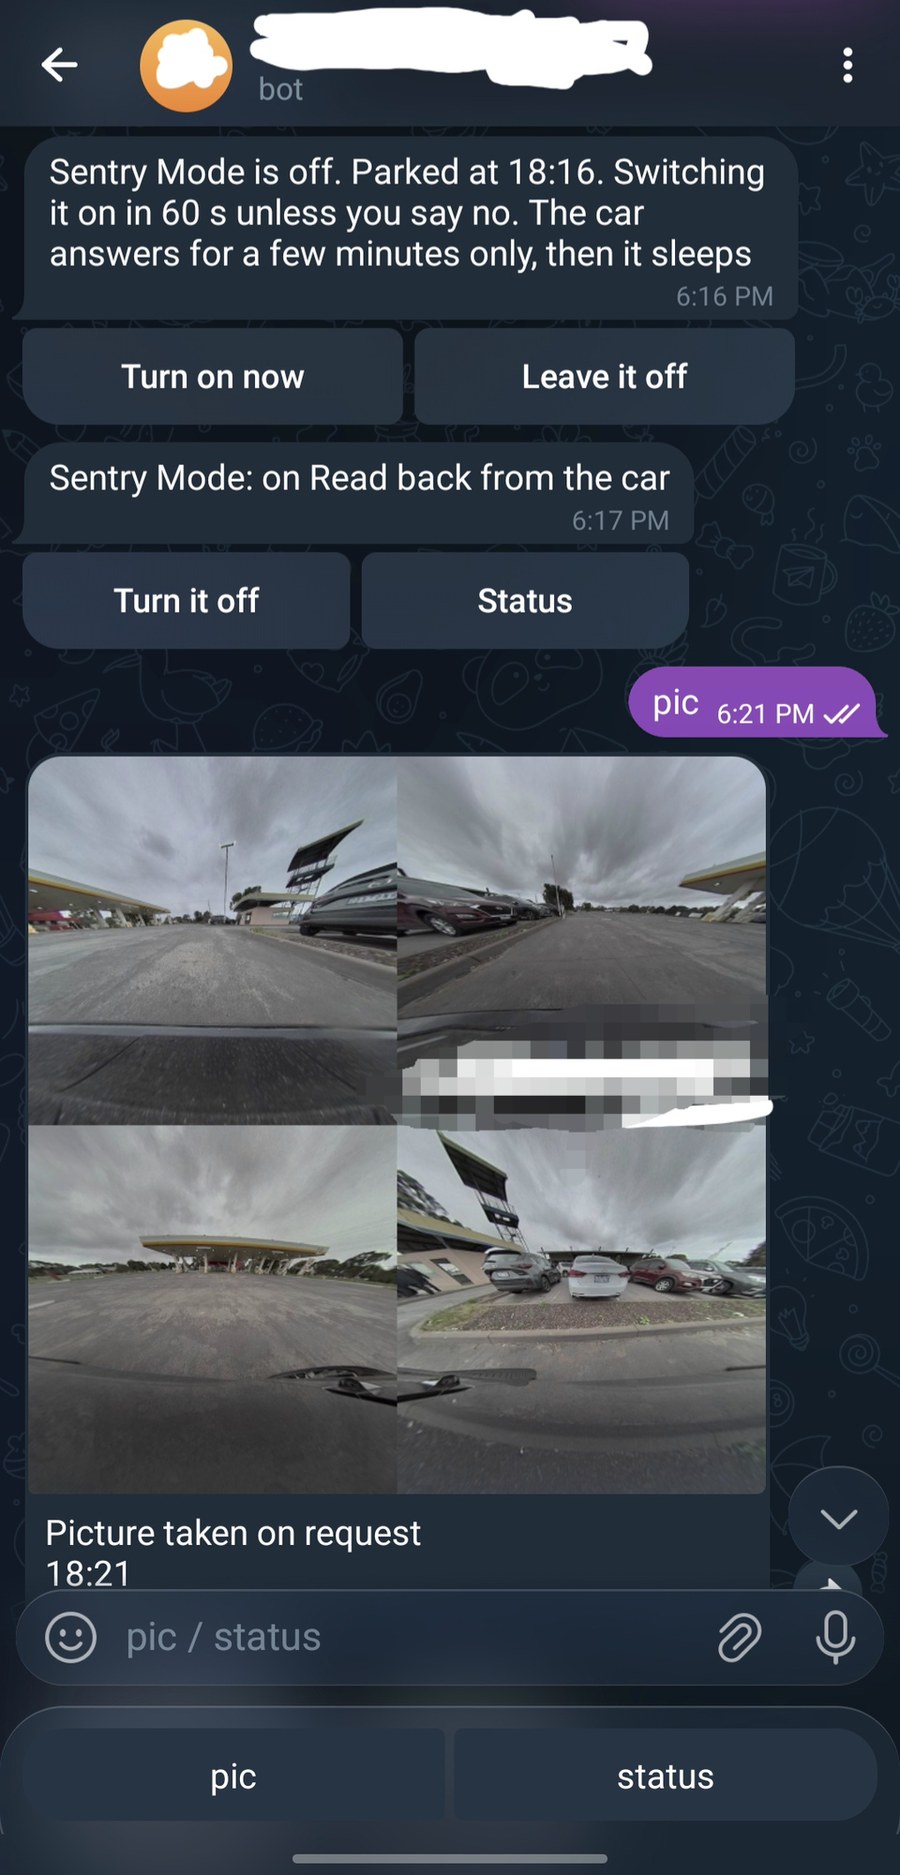 bot
Sentry Mode is off. Parked at 18:16. Switching
it on in 60 s unless you say no. The car
answers for a few minutes only, then it sleeps
6:16 PM
Turn on now
Leave it off
Sentry Mode: on Read back from the car
6:17 PM
Turn it off
Status
pic 6:21 PM
Picture taken on request
18:21
pic / status
pic
status